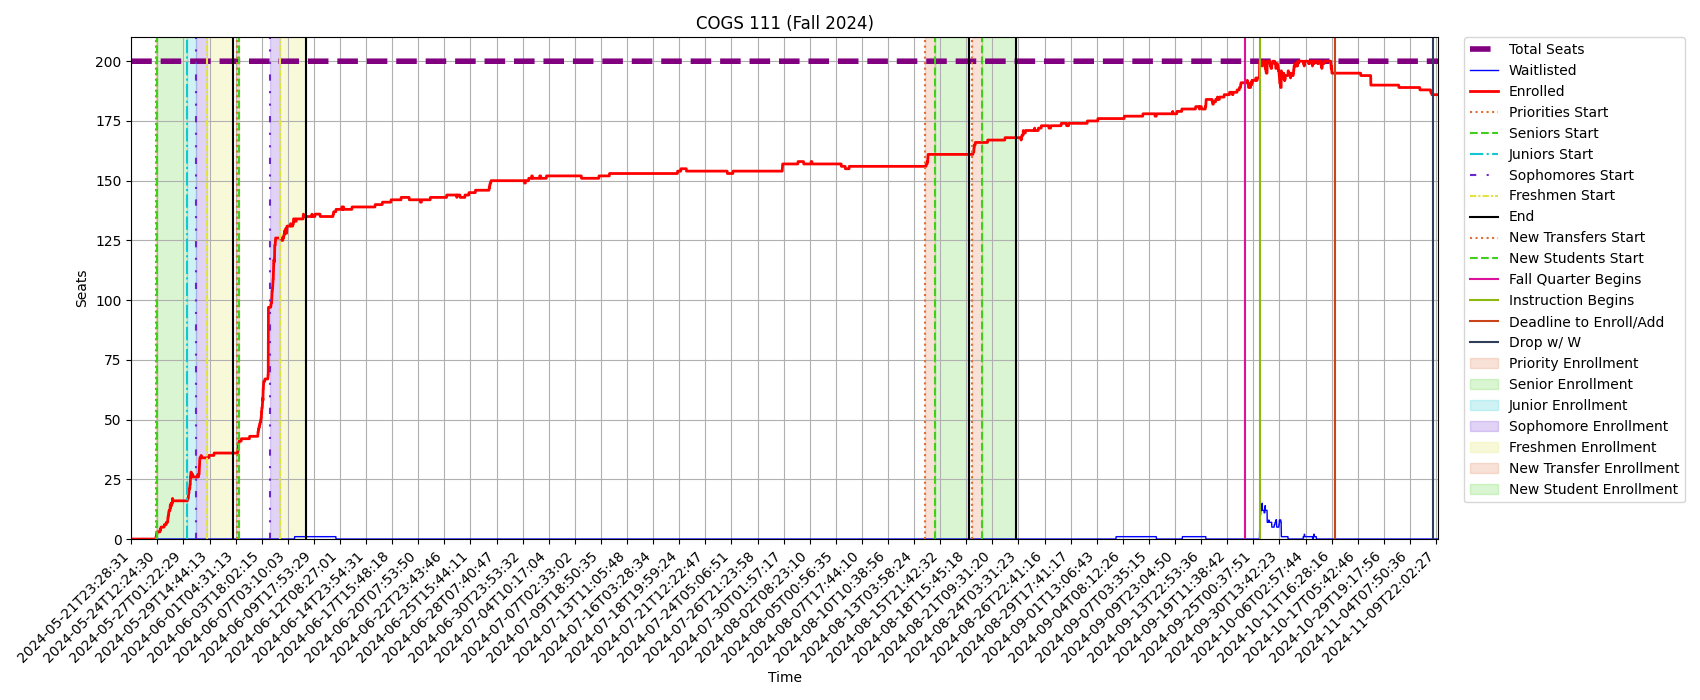 COGS 111 (Fall 2024)
Seats
200
175
150
125
100
75
50
25
0
2024-05-21T23:28:31
2024-05-24T12:24:30
2024-05-27T01:22:29
2024-05-29T14:44:13
2024-06-01T04:31:13
2024-06-03T18:02:15
2024-06-07T03:10:03
2024-06-09T17:53:29
2024-06-12T08:27:01
2024-06-14T23:54:31
2024-06-17T15:48:18
2024-06-20T07:53:50
2024-06-22T23:43:46
2024-06-25T15:44:11
2024-06-28T07:40:47
2024-06-30T23:53:32
2024-07-04T10:17:04
2024-07-07T02:33:02
2024-07-09T18:50:35
2024-07-13T11:05:48
2024-07-16T03:28:34
2024-07-18T19:59:24
2024-07-21T12:22:47
2024-07-24T05:06:51
2024-07-26T21:23:58
2024-07-30T01:57:17
2024-08-02T08:23:10
2024-08-05T00:56:35
2024-08-07T17:44:10
2024-08-10T10:38:56
2024-08-13T03:58:24
2024-08-15T21:42:32
2024-08-18T15:45:18
2024-08-21T09:31:20
2024-08-24T03:31:23
2024-08-26T22:41:16
2024-08-29T17:41:17
2024-09-01T13:06:43
2024-09-04T08:12:26
2024-09-07T03:35:15
2024-09-09T23:04:50
2024-09-13T22:53:36
2024-09-19T11:38:42
2024-09-25T00:37:51
2024-09-30T13:42:23
2024-10-06T02:57:44
2024-10-11T16:28:16
2024-10-17T05:42:46
2024-10-29T19:17:56
2024-11-04T07:50:36
2024-11-09T22:02:27
Time
Total Seats
Waitlisted
Enrolled
Priorities Start
Seniors Start
Juniors Start
Sophomores Start
Freshmen Start
End
New Transfers Start
New Students Start
Fall Quarter Begins
Instruction Begins
Deadline to Enroll/Add
Drop w/ W
Priority Enrollment
Senior Enrollment
Junior Enrollment
Sophomore Enrollment
Freshmen Enrollment
New Transfer Enrollment
New Student Enrollment